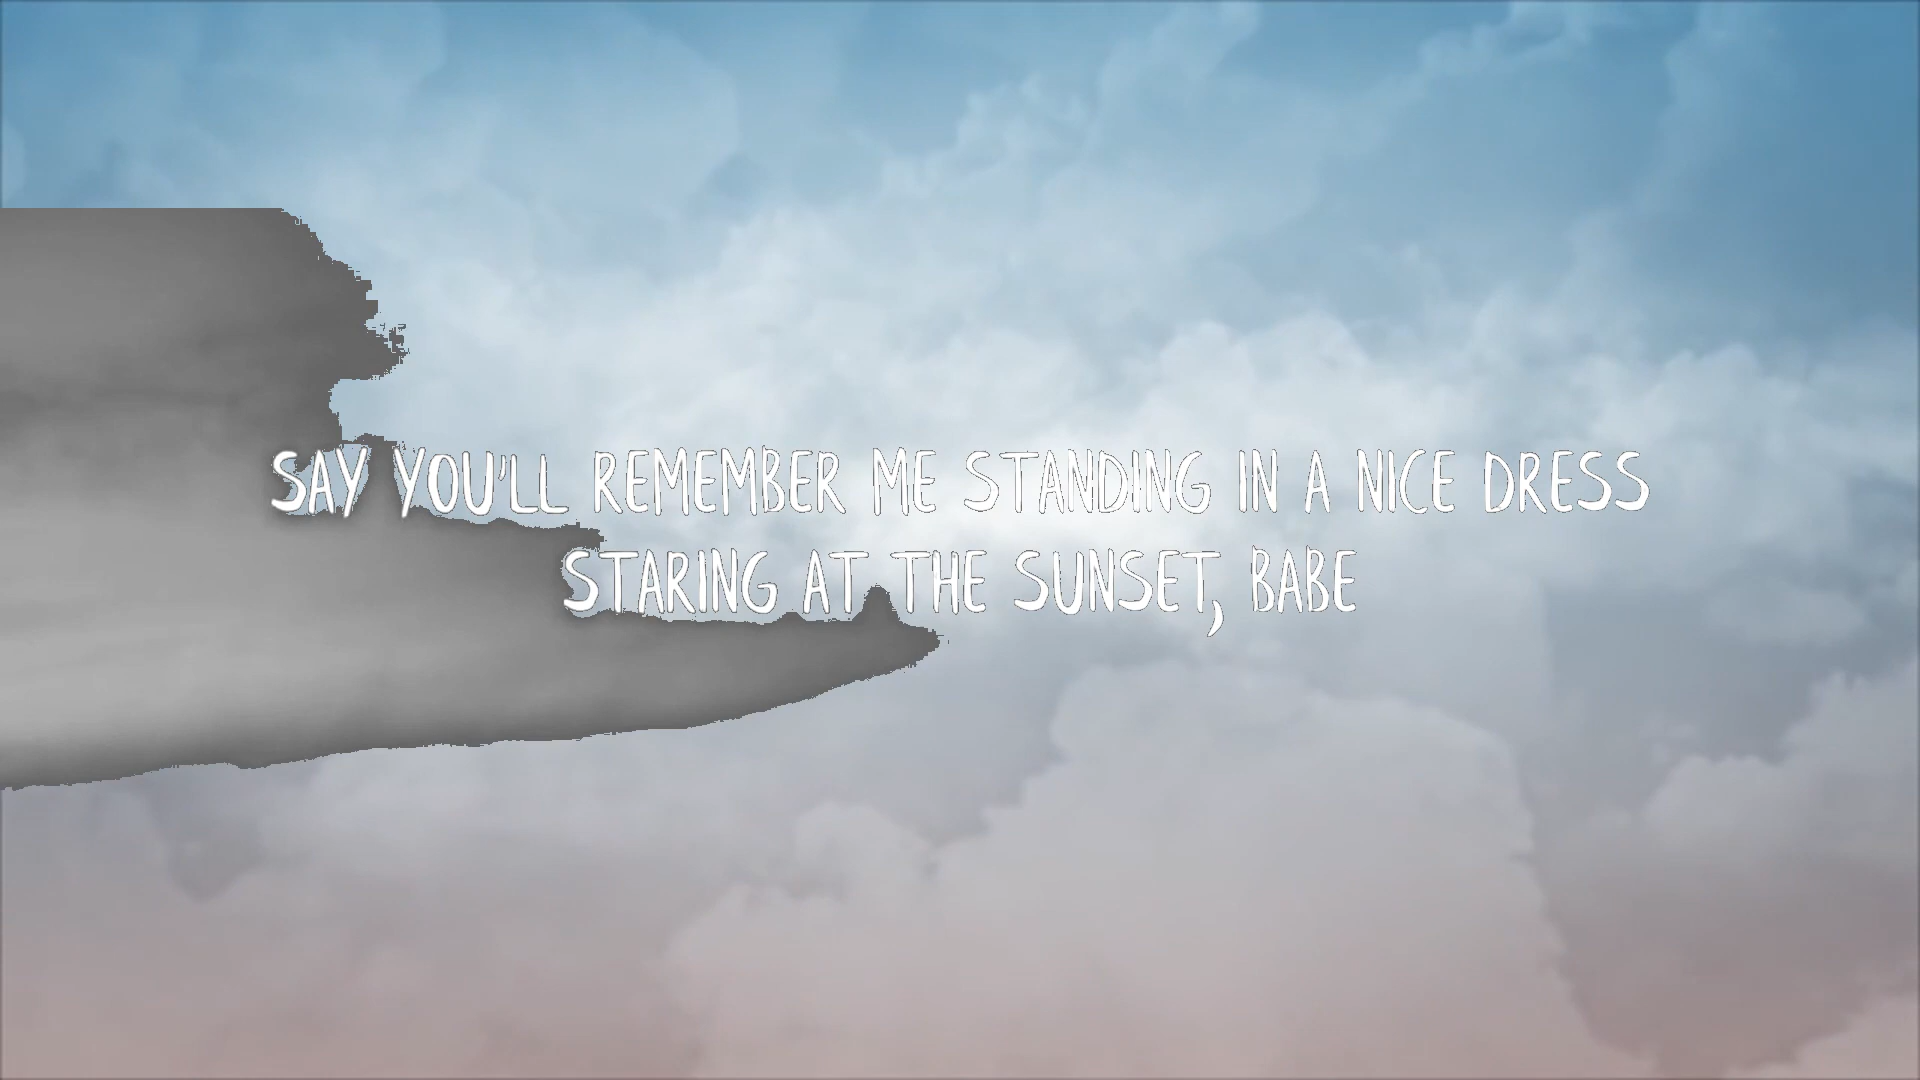 SAY YOU'LL REMEMBER ME STANDING IN A NICE DRESS
STARING AT THE SUNSET, BABE